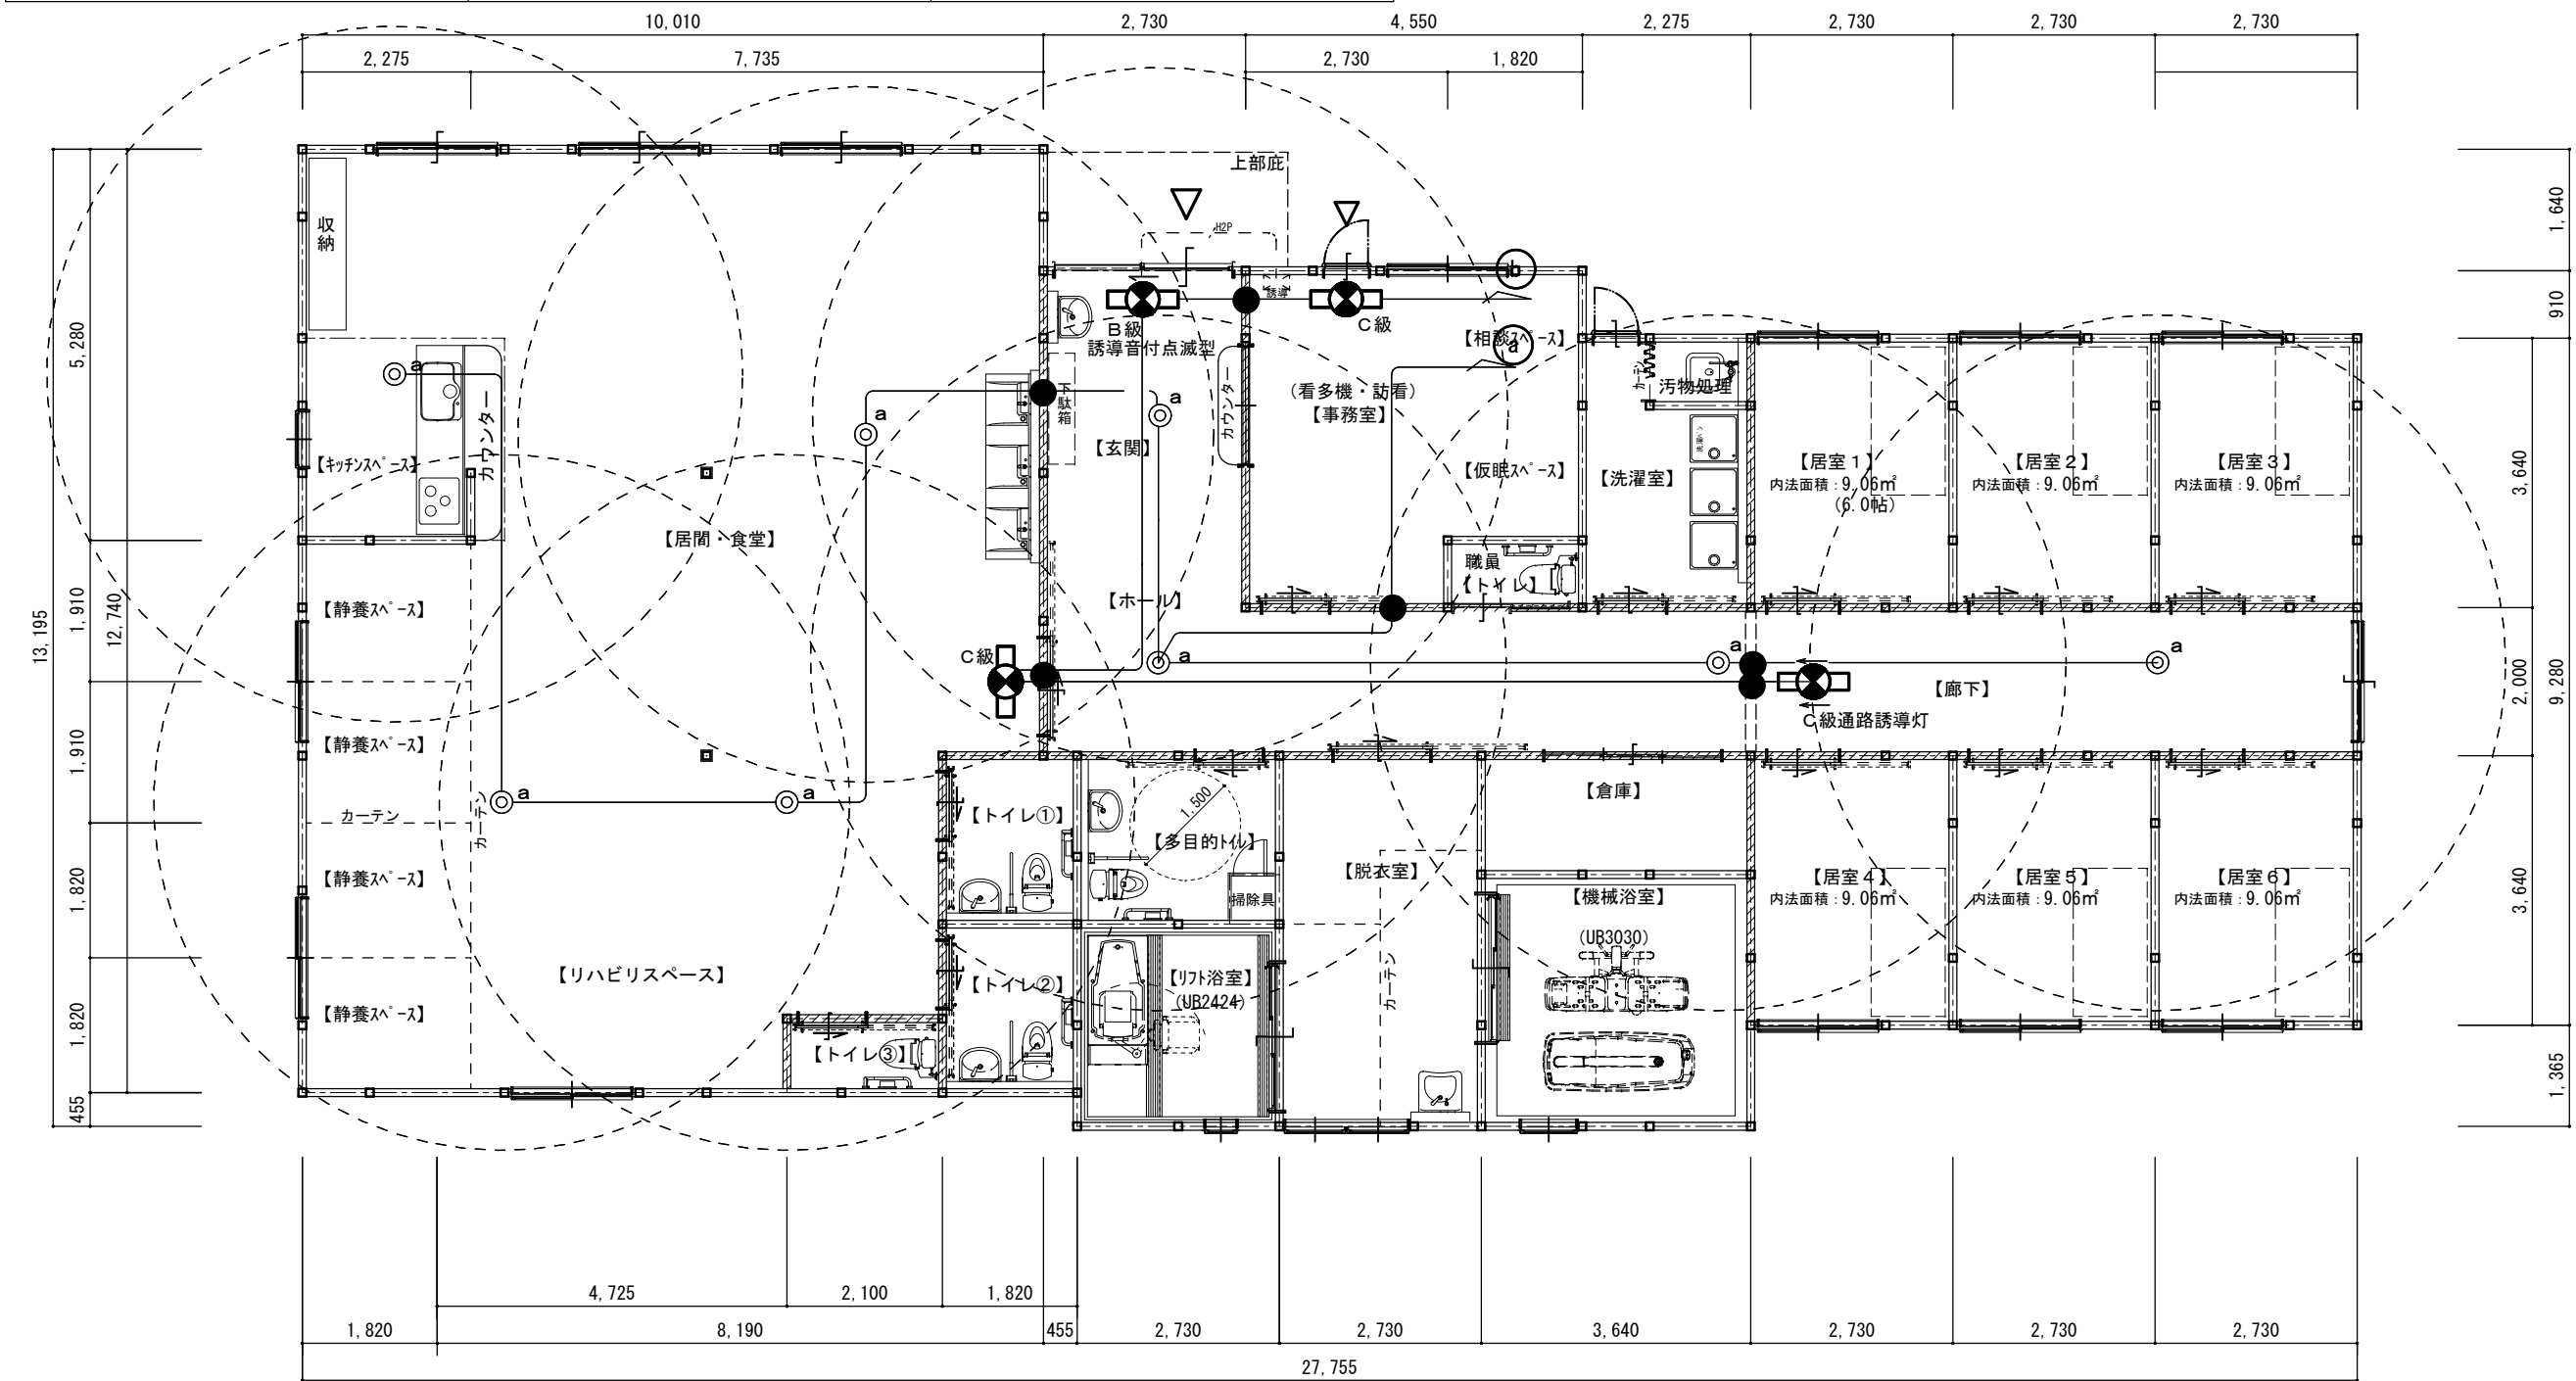 10,010
2,730
4,550
2,275
2,730
2,730
2,730
2,275
7,735
2,730
1,820
上部庇
H2P
収納
誘導
B級
誘導音付点滅型
C級
【相談スペース】
a
b
a
カーテン
汚物処理
下駄箱
a
a
カウンター
(看多機・訪看)
【事務室】
【玄関】
カウンター
【キッチンスペース】
【仮眠スペース】
【洗濯室】
洗濯パン
【居室1】
内法面積:9.06㎡
(6.0帖)
【居室2】
内法面積:9.06㎡
【居室3】
内法面積:9.06㎡
【居間・食堂】
職員
【トイレ】
【静養スペース】
【ホール】
C級
a
a
a
【廊下】
C級通路誘導灯
【静養スペース】
a
a
カーテン
カーテン
【トイレ①】
1,500
【多目的トイレ】
【倉庫】
【脱衣室】
【静養スペース】
掃除具
【機械浴室】
(UB3030)
【居室4】
内法面積:9.06㎡
【居室5】
内法面積:9.06㎡
【居室6】
内法面積:9.06㎡
【リハビリスペース】
【トイレ②】
【リフト浴室】
(UB2424)
カーテン
【静養スペース】
【トイレ③】
13,195
5,280
1,910
1,910
1,820
1,820
455
12,740
1,640
910
3,640
2,000
3,640
9,280
1,365
4,725
2,100
1,820
1,820
8,190
455
2,730
2,730
3,640
2,730
2,730
2,730
27,755